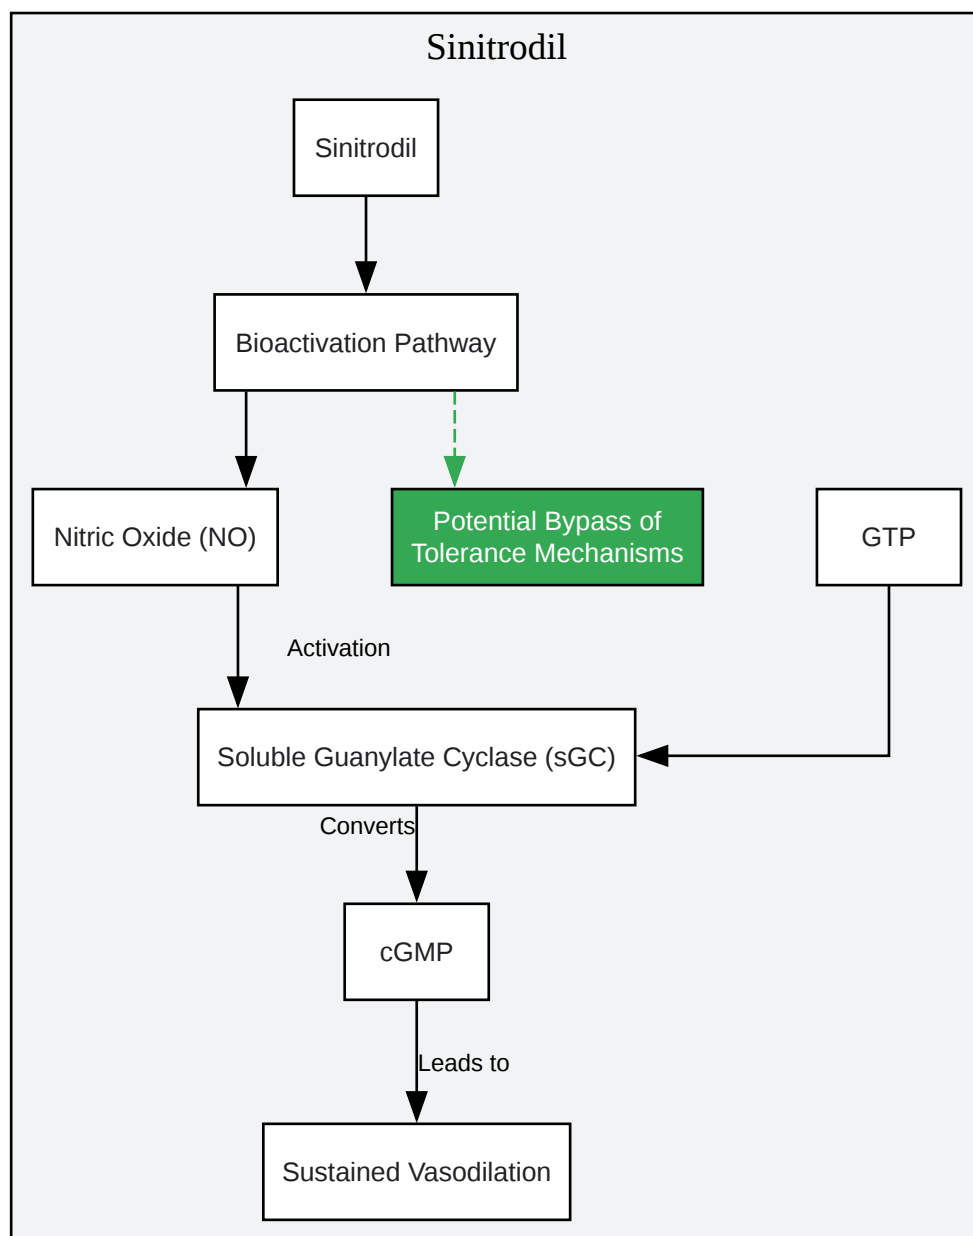 Sinitrodil
Sinitrodil
Bioactivation Pathway
Nitric Oxide (NO)
Potential Bypass of
Tolerance Mechanisms
GTP
Activation
Soluble Guanylate Cyclase (sGC)
Converts
cGMP
Leads to
Sustained Vasodilation